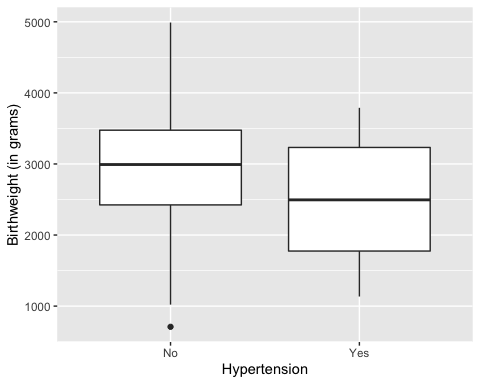 5000
4000
3000
2000
1000
Birthweight (in grams)
No
Yes
Hypertension